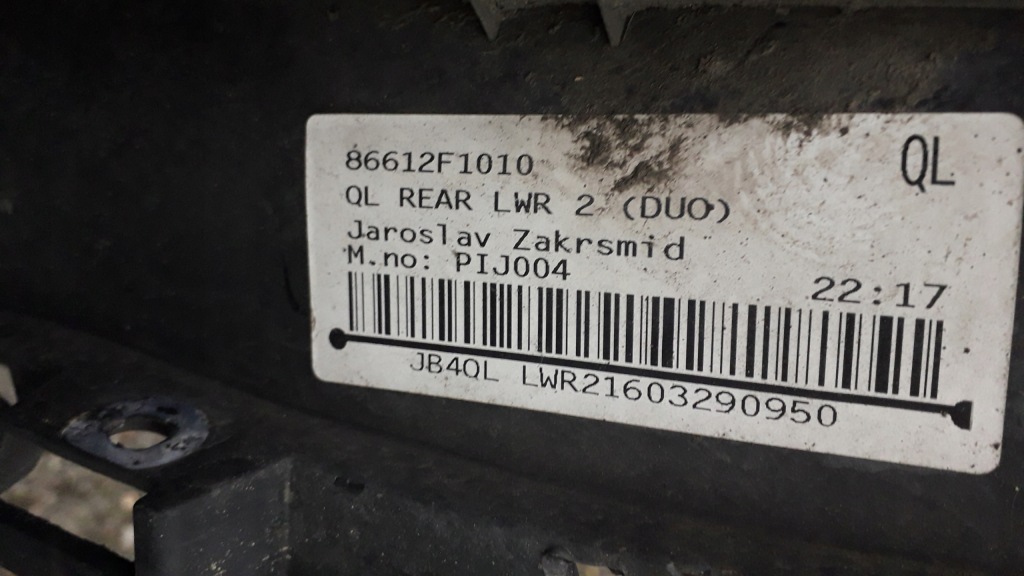 86612F1010
QL
QL REAR LWR 2 (DUO)
Jaroslav Zakrsmid
M.no: PIJ004
22:17
JB4QL LWR21603290950